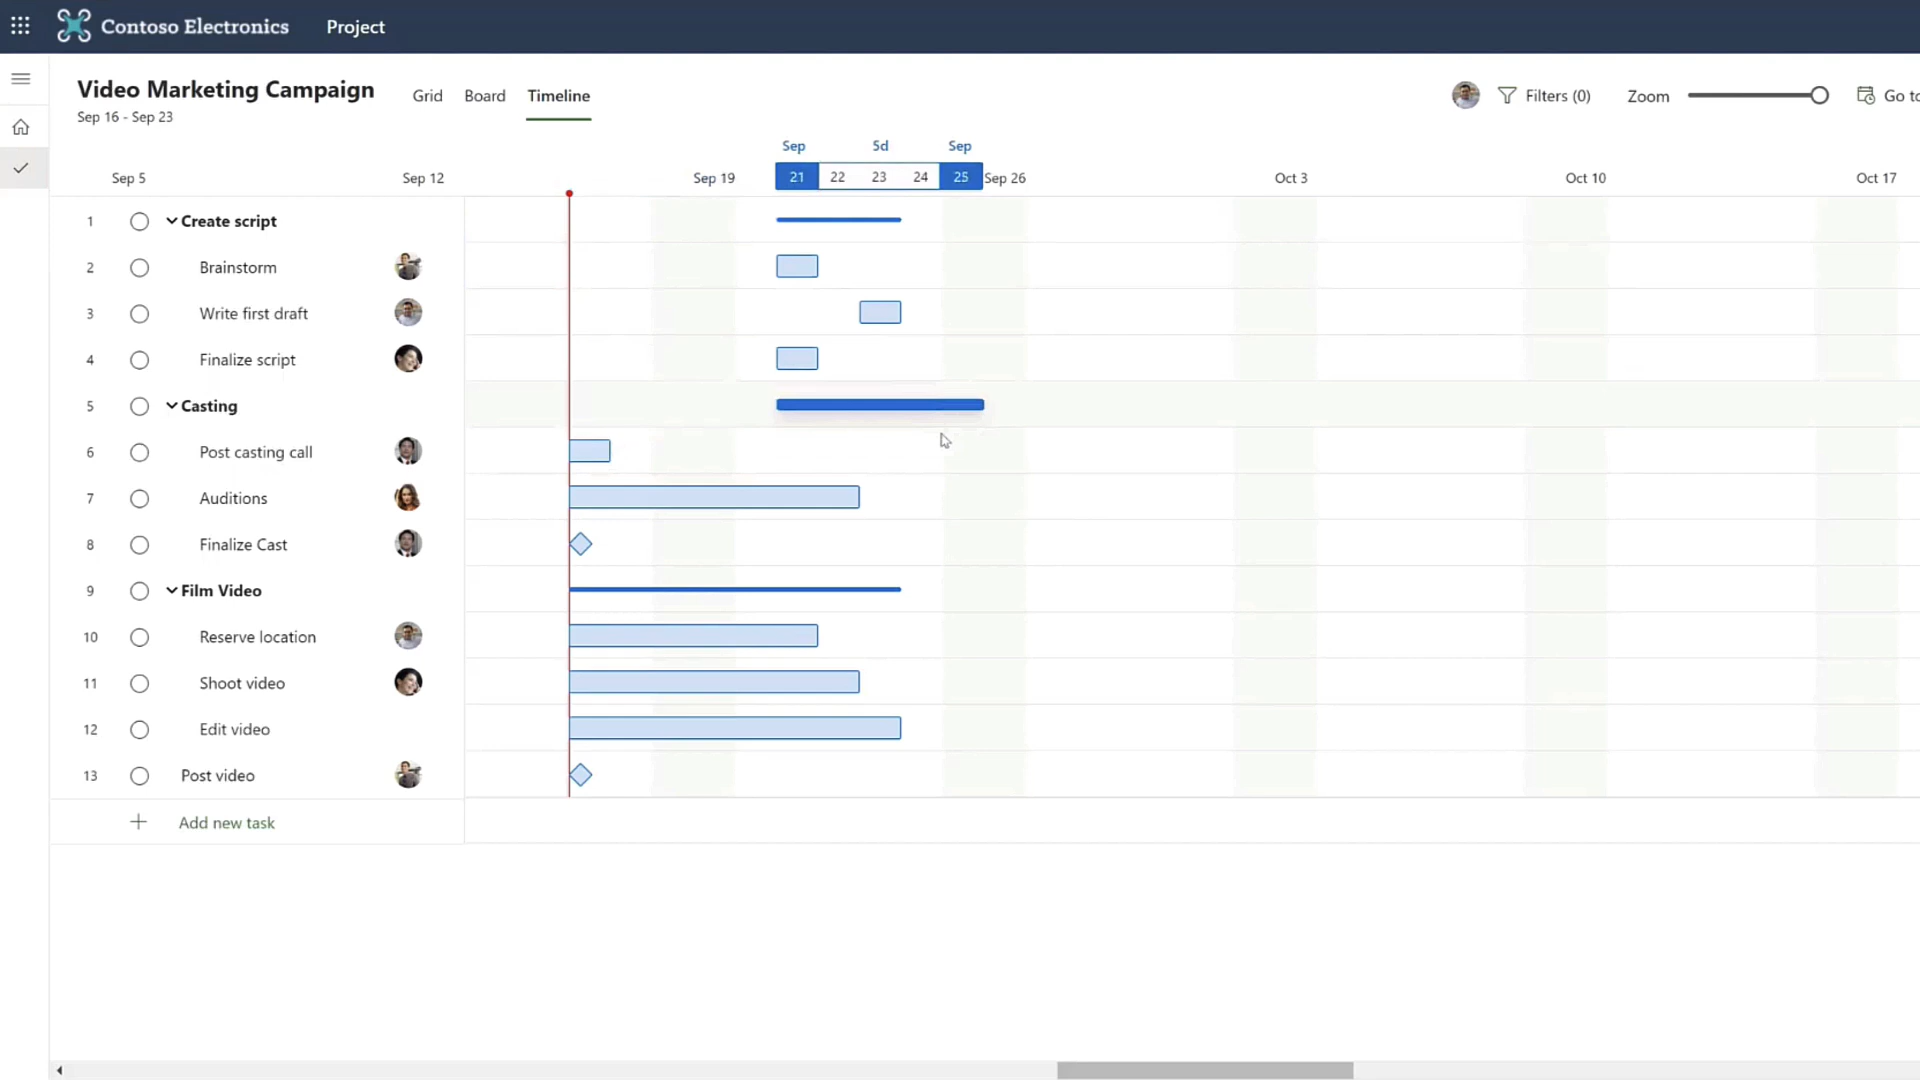 Contoso Electronics
Project
Video Marketing Campaign
Sep 16 - Sep 23
Grid
Board
Timeline
Filters (0)
Zoom
Go to
Sep 5d Sep
Sep 5
Sep 12
Sep 19
21 22 23 24 25
Sep 26
Oct 3
Oct 10
Oct 17
1 Create script
2 Brainstorm
3 Write first draft
4 Finalize script
5 Casting
6 Post casting call
7 Auditions
8 Finalize Cast
9 Film Video
10 Reserve location
11 Shoot video
12 Edit video
13 Post video
Add new task